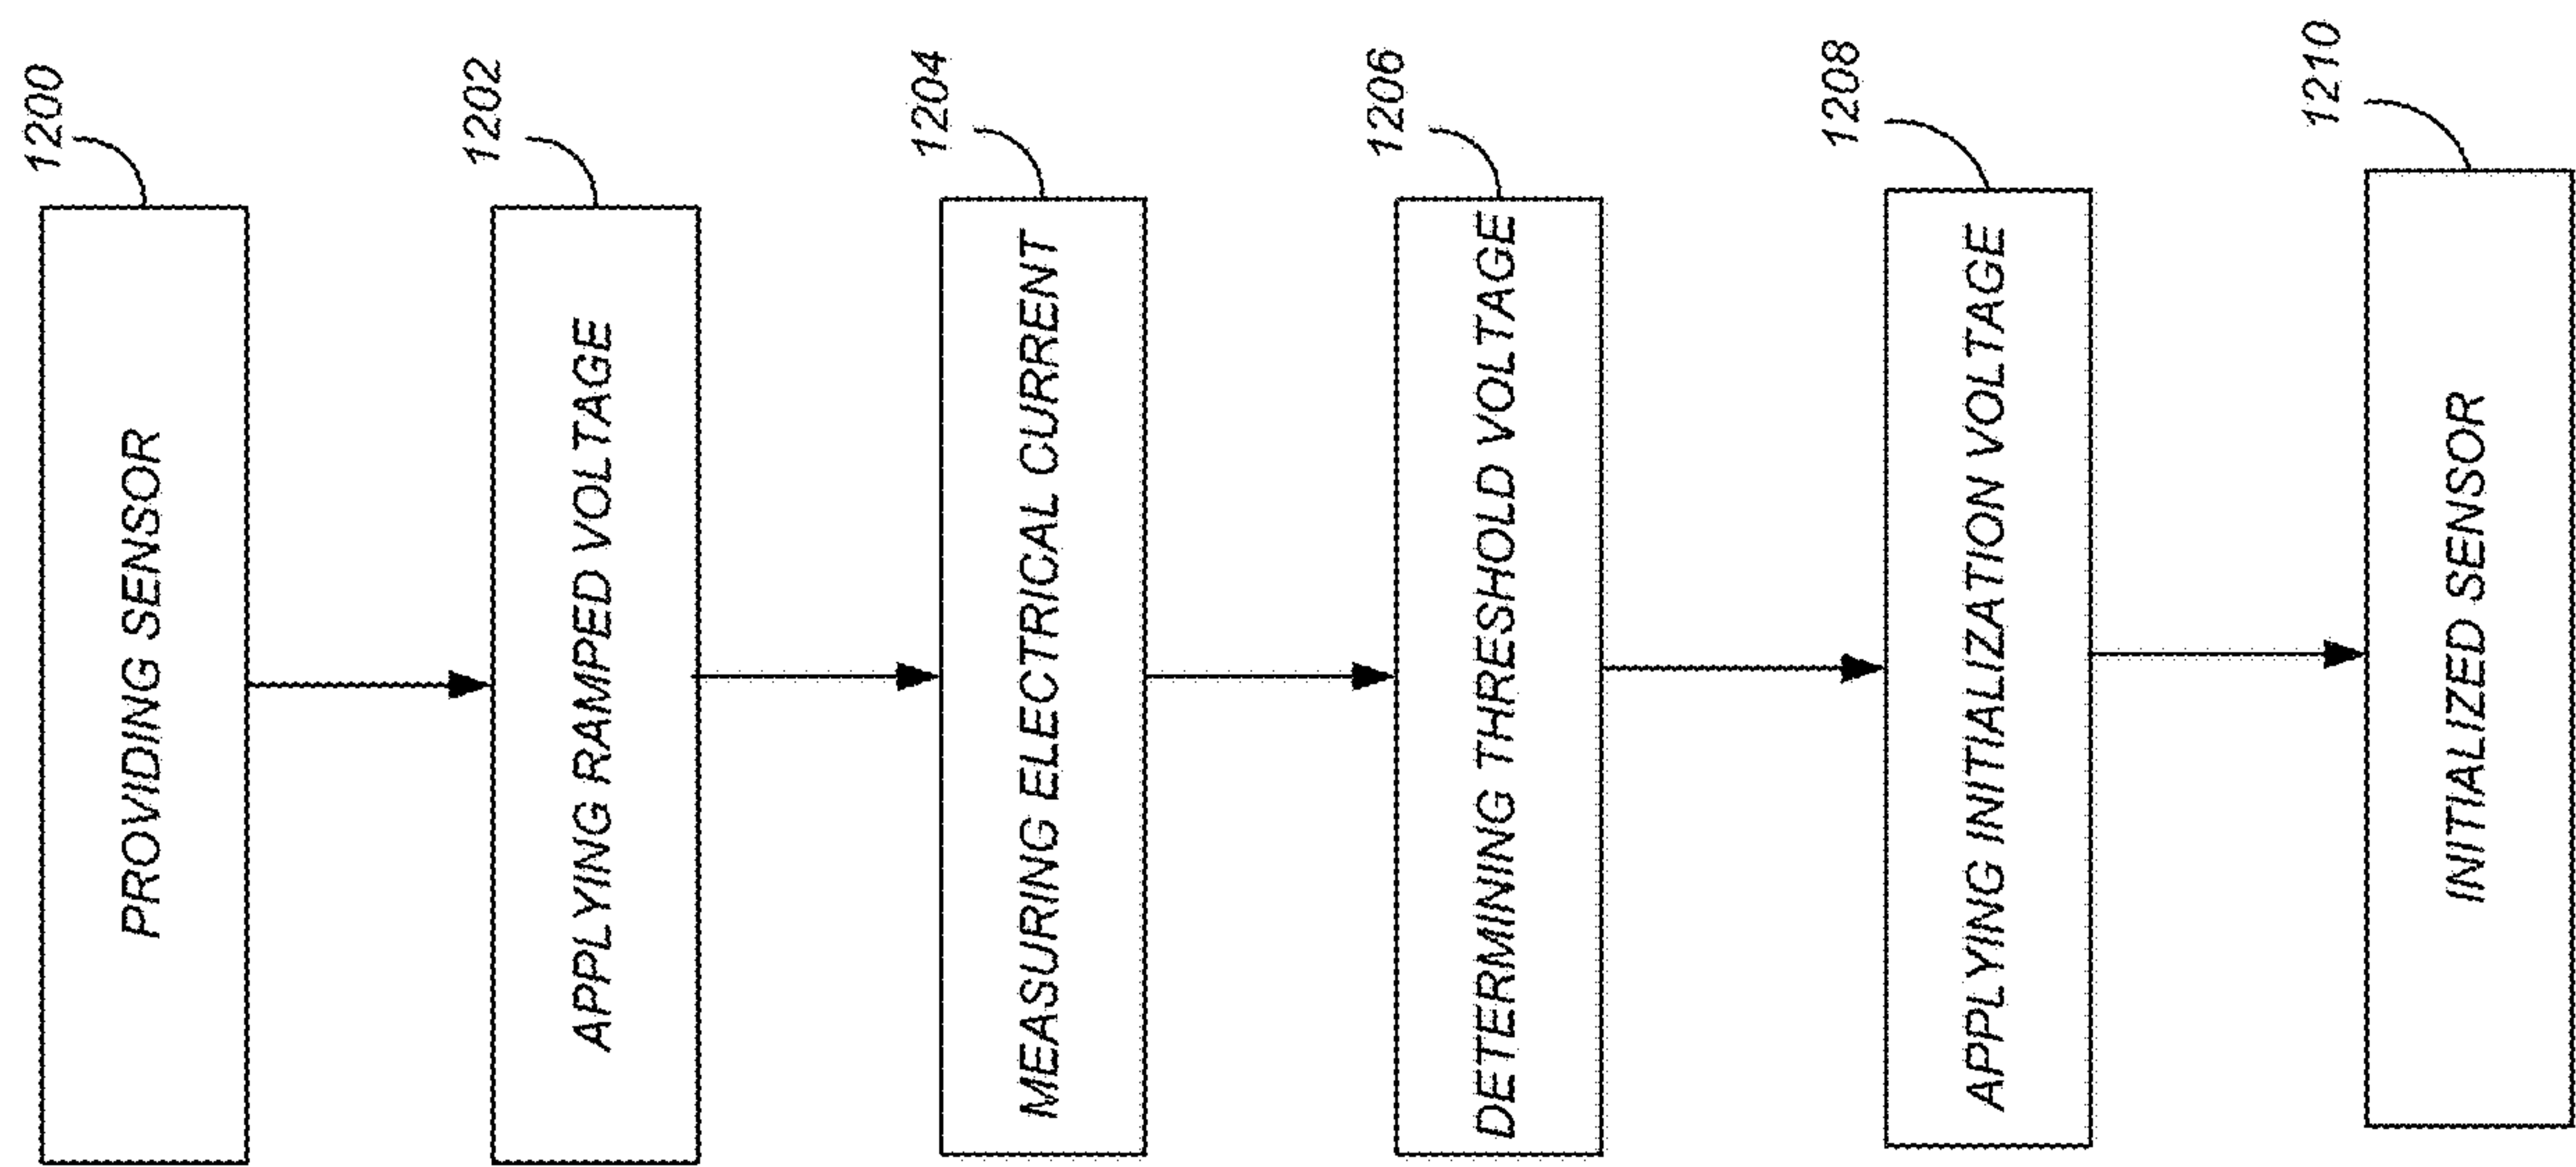 1200
PROVIDING SENSOR
1202
APPLYING RAMPED VOLTAGE
1204
MEASURING ELECTRICAL CURRENT
1206
DETERMINING THRESHOLD VOLTAGE
1208
APPLYING INITIALIZATION VOLTAGE
1210
INITIALIZED SENSOR